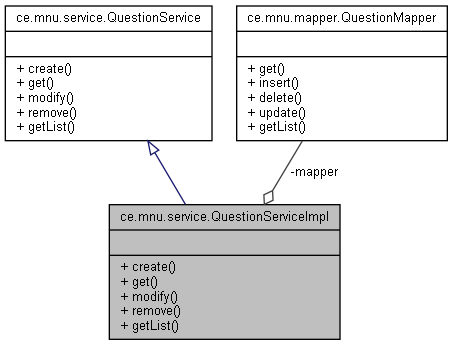 ce.mnu.service.QuestionService
+ create()
+ get()
+ modify()
+ remove()
+ getList()
ce.mnu.mapper.QuestionMapper
+ get()
+ insert()
+ delete()
+ update()
+ getList()
-mapper
ce.mnu.service.QuestionServiceImpl
+ create()
+ get()
+ modify()
+ remove()
+ getList()